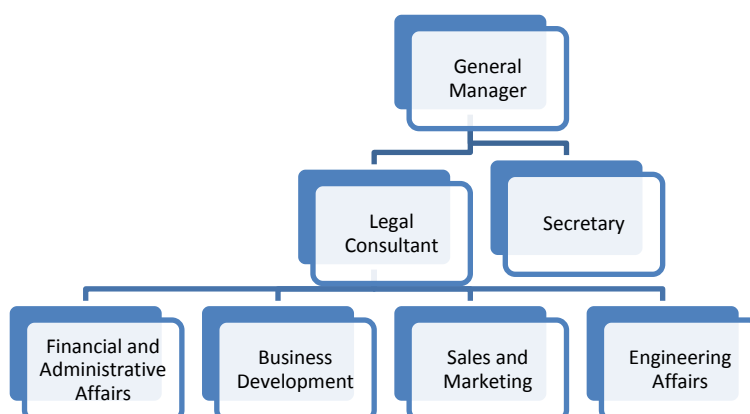 General
Manager
Legal
Consultant
Secretary
Financial and
Administrative
Affairs
Business
Development
Sales and
Marketing
Engineering
Affairs